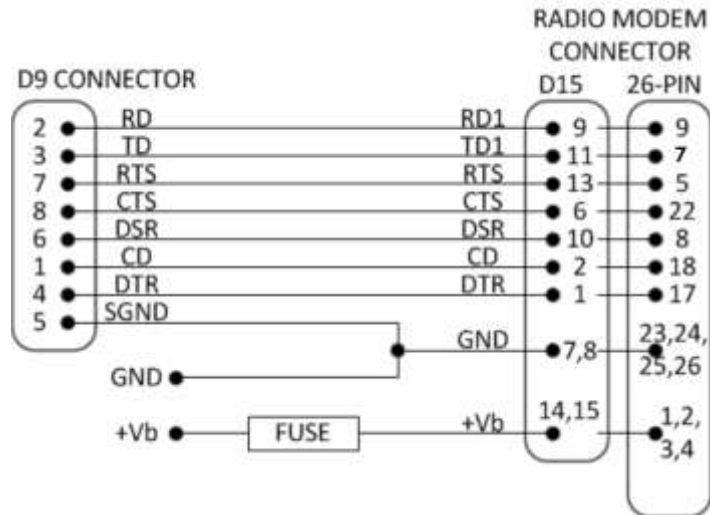 RADIO MODEM
CONNECTOR
D9 CONNECTOR D15 26-PIN
2 RD RD1 9 9
3 TD TD1 11 7
7 RTS RTS 13 5
8 CTS CTS 6 22
6 DSR DSR 10 8
1 CD CD 2 18
4 DTR DTR 1 17
5 SGND
GND 7,8 23,24,
25,26
GND
+Vb FUSE +Vb 14,15 1,2,
3,4